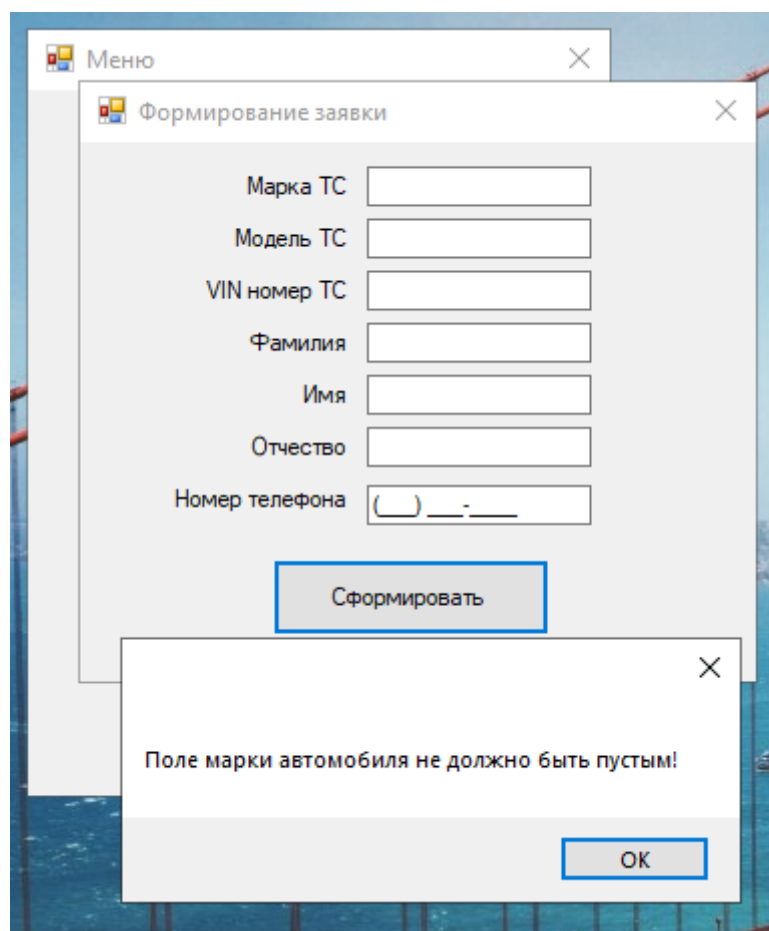 Меню
Формирование заявки
Марка ТС
Модель ТС
VIN номер ТС
Фамилия
Имя
Отчество
Номер телефона (___) ___-____
Сформировать
Поле марки автомобиля не должно быть пустым!
ОК